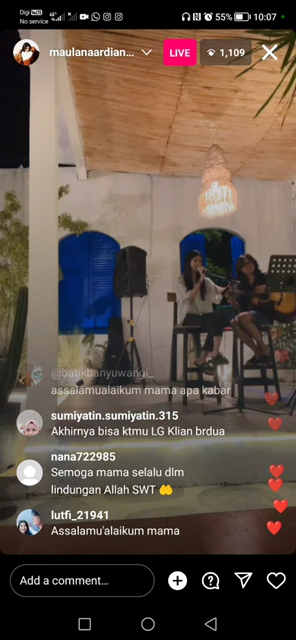 Digi VoLTE
No service
55% 10:07
maulanaardian...
LIVE
1,109
@batikbanyuwangi_
assalamualaikum mama apa kabar
sumiyatin.sumiyatin.315
Akhirnya bisa ktmu LG Klian brdua
nana722985
Semoga mama selalu dlm
lindungan Allah SWT 🤲
lutfi_21941
Assalamu'alaikum mama
Add a comment...